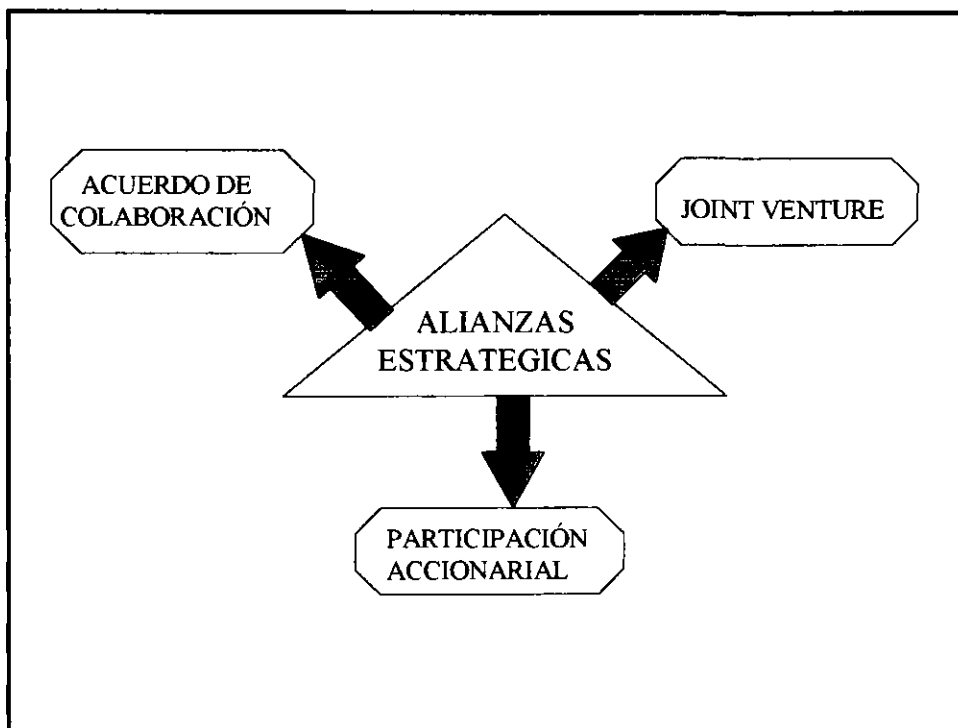 ACUERDO DE
COLABORACIÓN
JOINT VENTURE
ALIANZAS
ESTRATEGICAS
PARTICIPACIÓN
ACCIONARIAL